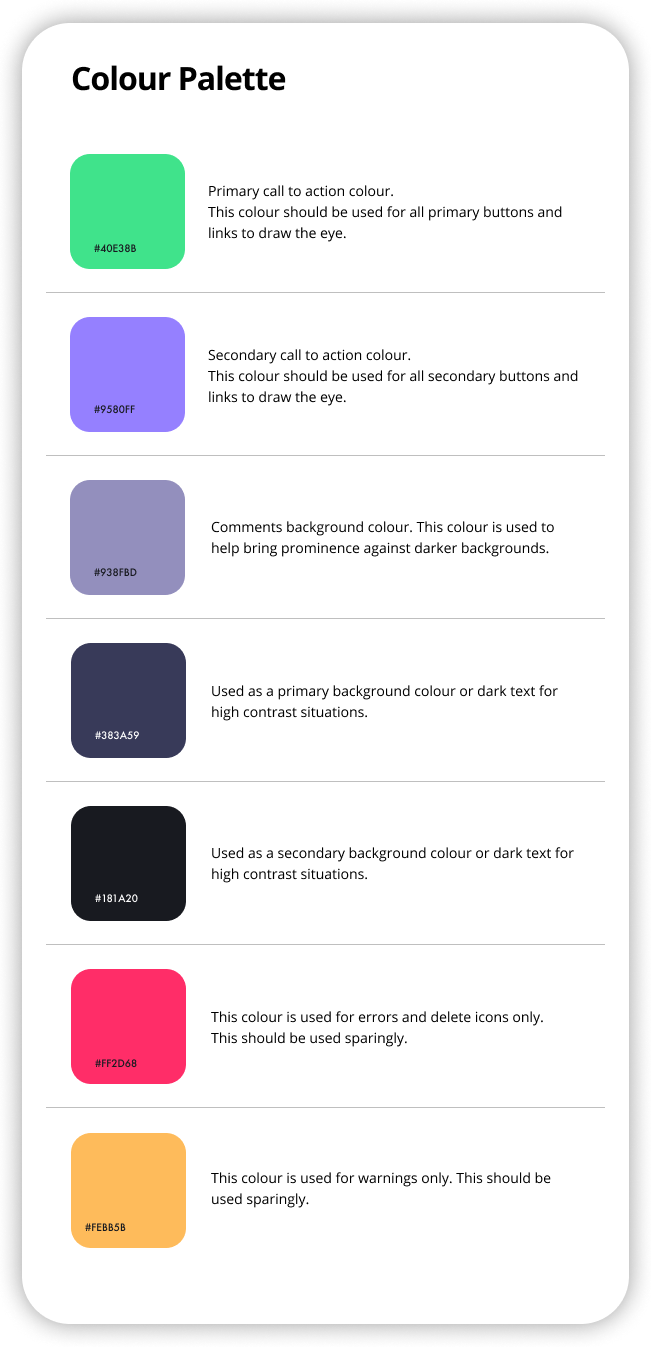 Colour Palette
#40E38B
Primary call to action colour.
This colour should be used for all primary buttons and
links to draw the eye.
#9580FF
Secondary call to action colour.
This colour should be used for all secondary buttons and
links to draw the eye.
#938FBD
Comments background colour. This colour is used to
help bring prominence against darker backgrounds.
#383A59
Used as a primary background colour or dark text for
high contrast situations.
#181A20
Used as a secondary background colour or dark text for
high contrast situations.
#FF2D68
This colour is used for errors and delete icons only.
This should be used sparingly.
#FEBB5B
This colour is used for warnings only. This should be
used sparingly.